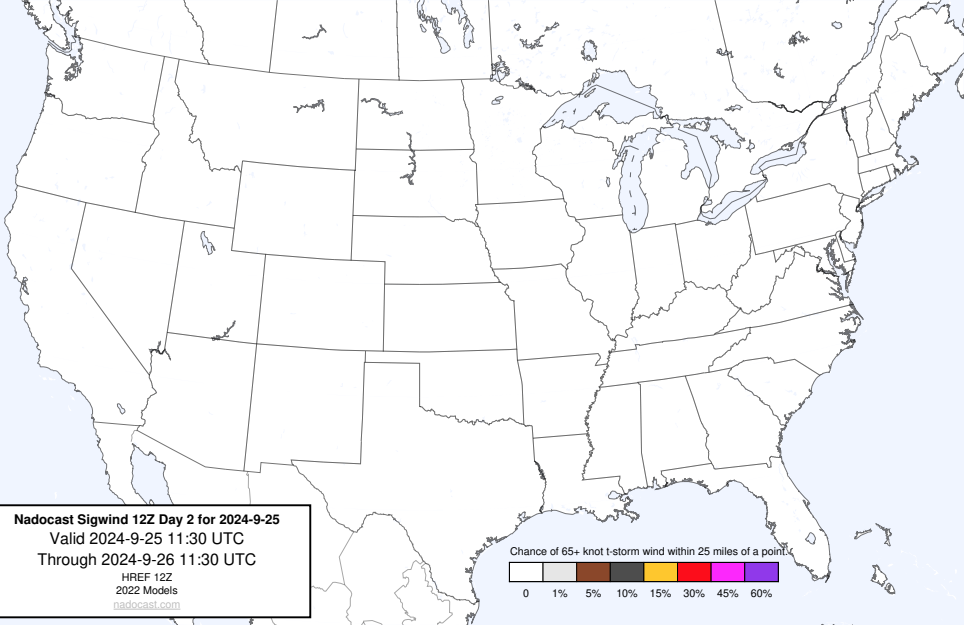 Nadocast Sigwind 12Z Day 2 for 2024-9-25
Valid 2024-9-25 11:30 UTC
Through 2024-9-26 11:30 UTC
HREF 12Z
2022 Models
nadocast.com
Chance of 65+ knot t-storm wind within 25 miles of a point.
0 1% 5% 10% 15% 30% 45% 60%